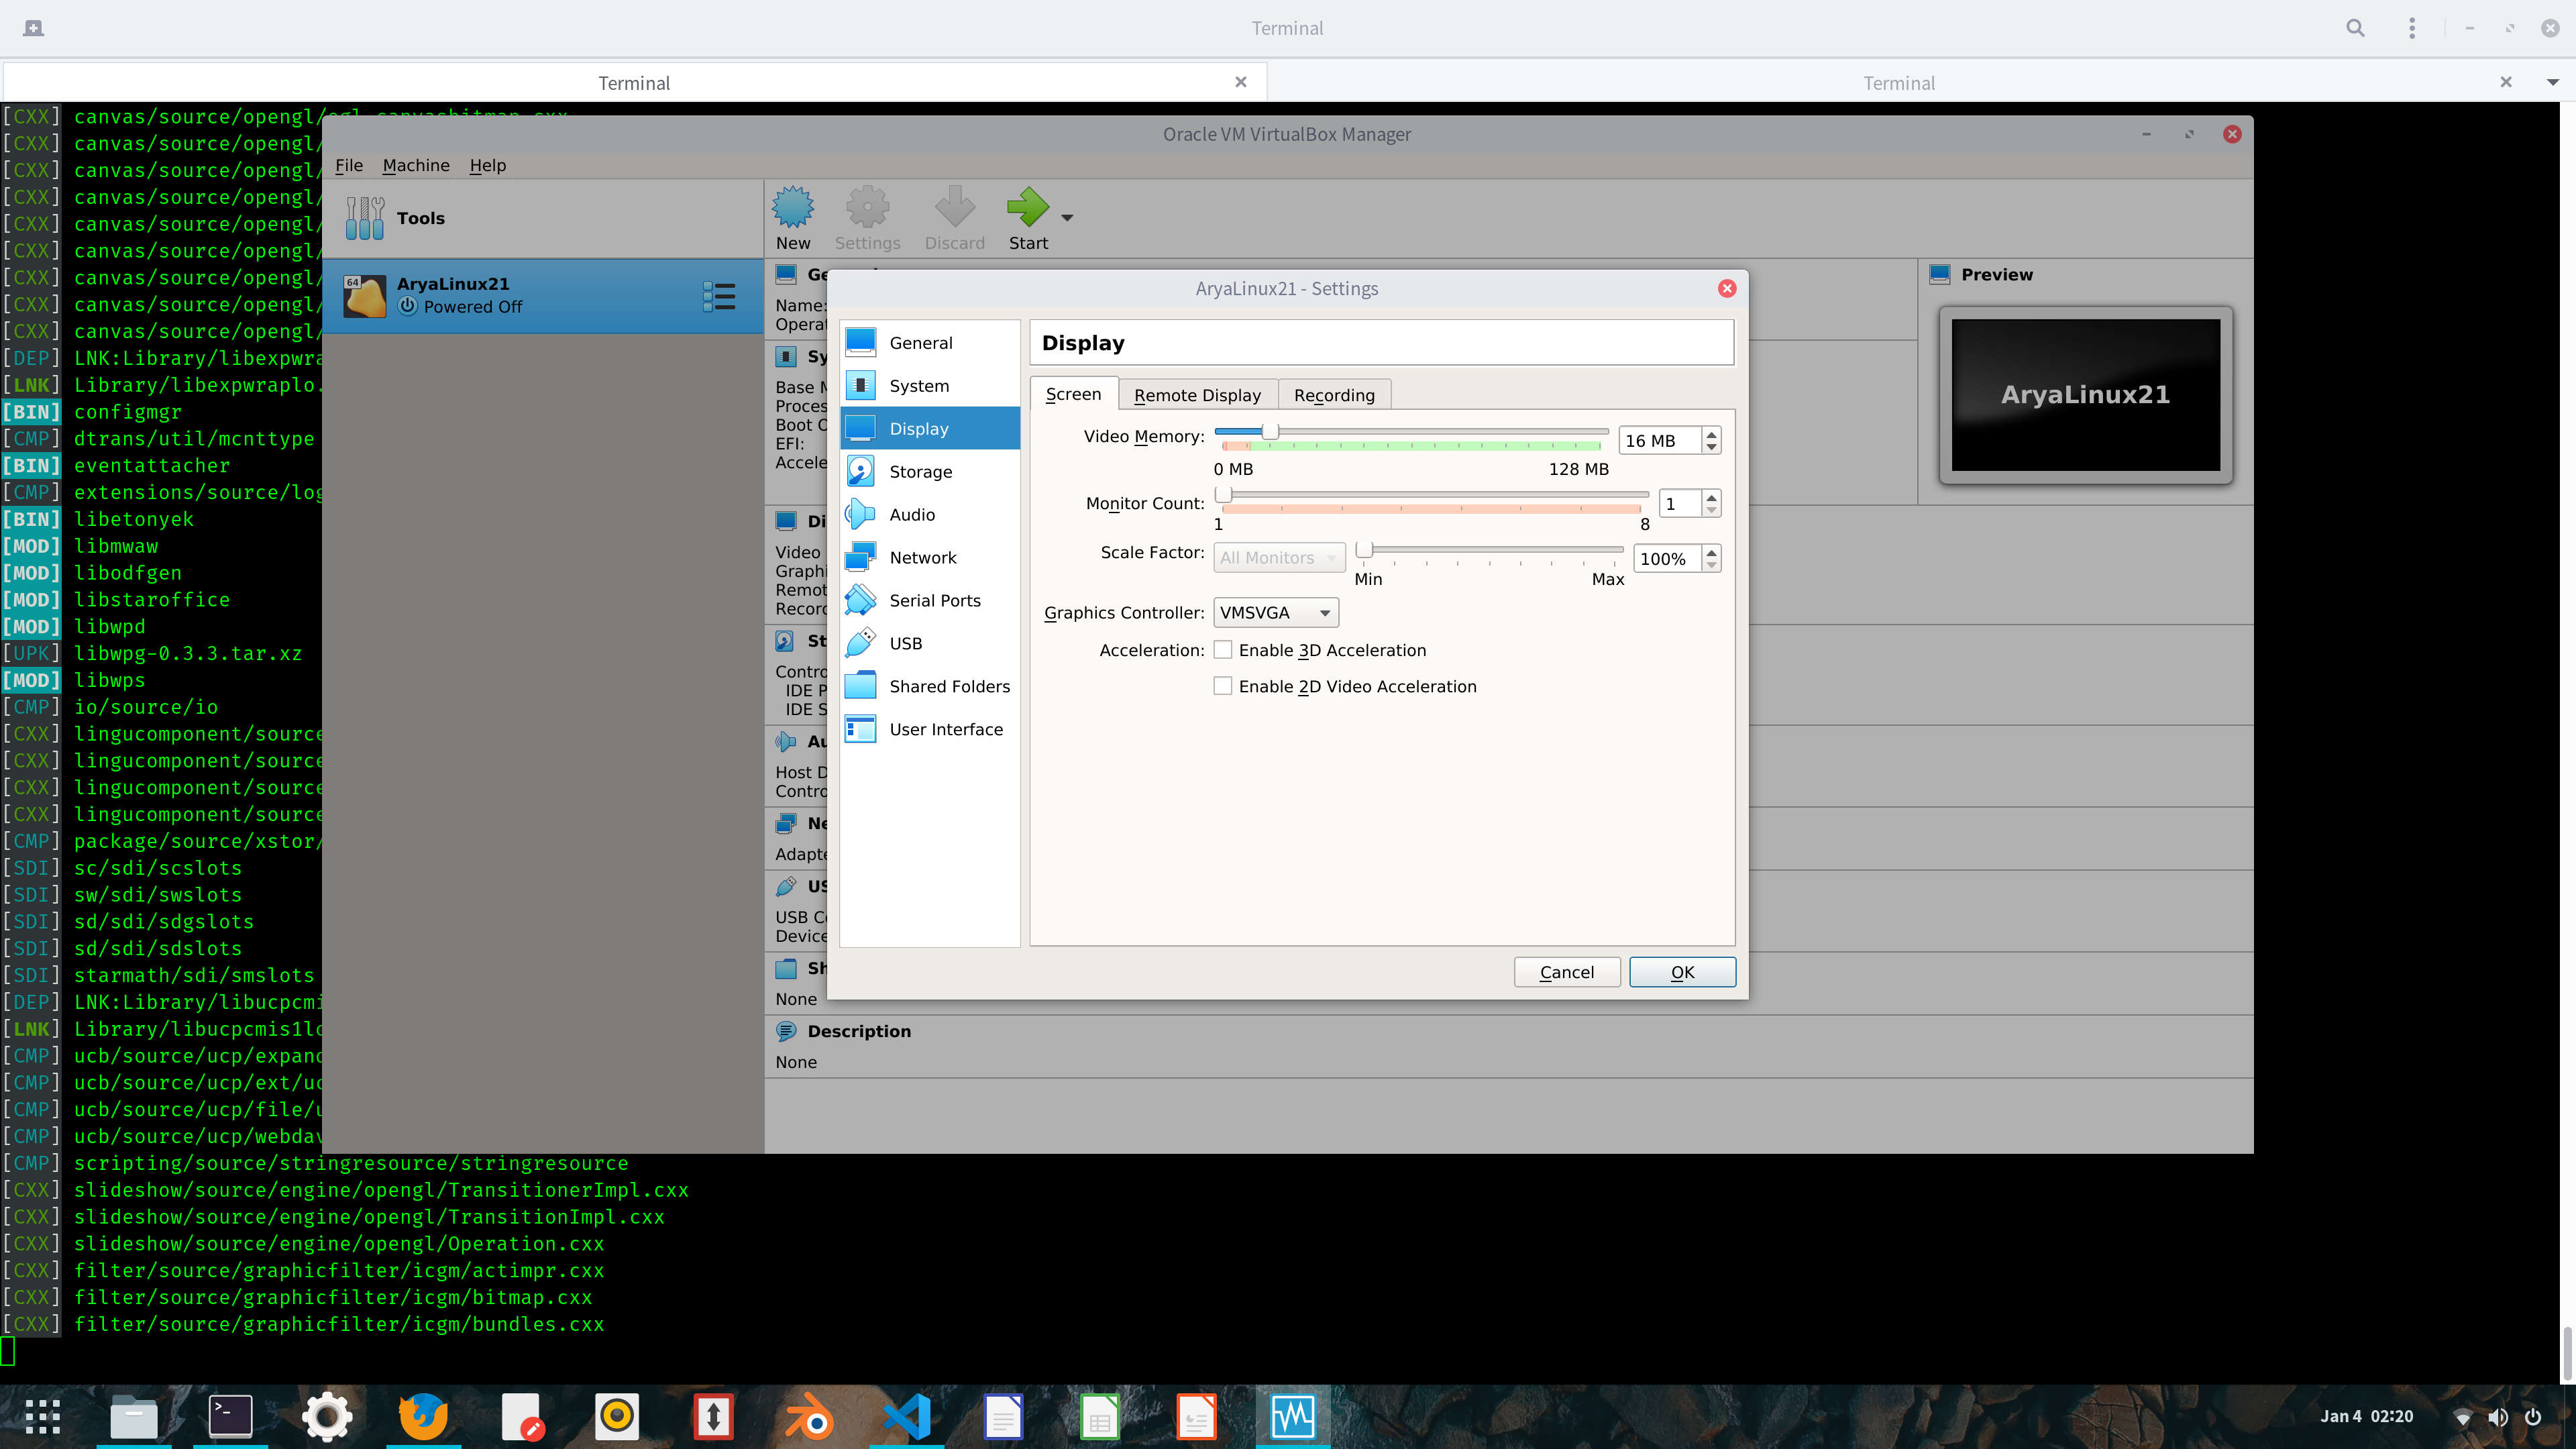 Terminal
Terminal
Terminal
[CXX] canvas/source/opengl/ogl_canvasbitmap.cxx
[CXX] canvas/source/opengl/
[CXX] canvas/source/opengl/
[CXX] canvas/source/opengl/
[CXX] canvas/source/opengl/
[CXX] canvas/source/opengl/
[CXX] canvas/source/opengl/
[CXX] canvas/source/opengl/
[CXX] canvas/source/opengl/
[DEP] LNK:Library/libexpwra
[LNK] Library/libexpwraplo.
[BIN] configmgr
[CMP] dtrans/util/mcnttype
[BIN] eventattacher
[CMP] extensions/source/log
[BIN] libetonyek
[MOD] libmwaw
[MOD] libodfgen
[MOD] libstaroffice
[MOD] libwpd
[UPK] libwpg-0.3.3.tar.xz
[MOD] libwps
[CMP] io/source/io
[CXX] lingucomponent/source
[CXX] lingucomponent/source
[CXX] lingucomponent/source
[CXX] lingucomponent/source
[CMP] package/source/xstor/
[SDI] sc/sdi/scslots
[SDI] sw/sdi/swslots
[SDI] sd/sdi/sdgslots
[SDI] sd/sdi/sdslots
[SDI] starmath/sdi/smslots
[DEP] LNK:Library/libucpcmi
[LNK] Library/libucpcmis1lo
[CMP] ucb/source/ucp/expand
[CMP] ucb/source/ucp/ext/uc
[CMP] ucb/source/ucp/file/u
[CMP] ucb/source/ucp/webdav
[CMP] scripting/source/stringresource/stringresource
[CXX] slideshow/source/engine/opengl/TransitionerImpl.cxx
[CXX] slideshow/source/engine/opengl/TransitionImpl.cxx
[CXX] slideshow/source/engine/opengl/Operation.cxx
[CXX] filter/source/graphicfilter/icgm/actimpr.cxx
[CXX] filter/source/graphicfilter/icgm/bitmap.cxx
[CXX] filter/source/graphicfilter/icgm/bundles.cxx
Oracle VM VirtualBox Manager
File Machine Help
Tools
New Settings Discard Start
64 AryaLinux21
Powered Off
Ge
Name:
Operat
Sy
Base M
Proces
Boot O
EFI:
Accele
Di
Video
Graphi
Remot
Recor
St
Contro
IDE P
IDE S
Au
Host D
Contro
Ne
Adapte
US
USB Co
Device
Sh
None
Description
None
Preview
AryaLinux21
AryaLinux21 - Settings
General
System
Display
Storage
Audio
Network
Serial Ports
USB
Shared Folders
User Interface
Display
Screen Remote Display Recording
Video Memory: 16 MB
0 MB 128 MB
Monitor Count: 1
1 8
Scale Factor: All Monitors 100%
Min Max
Graphics Controller: VMSVGA
Acceleration: Enable 3D Acceleration
Enable 2D Video Acceleration
Cancel OK
>_
Jan 4 02:20